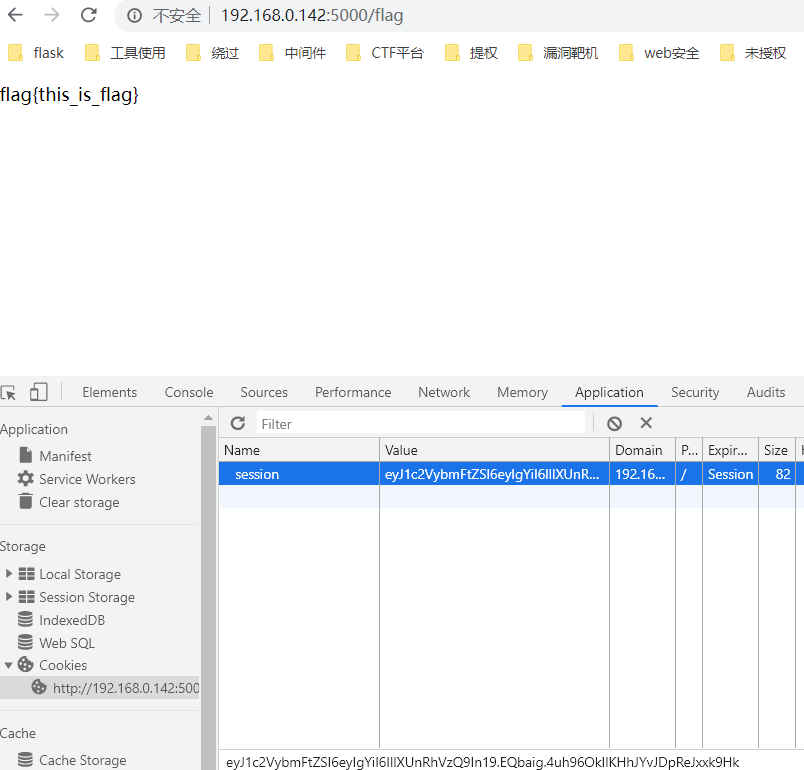 不安全 192.168.0.142:5000/flag
flask 工具使用 绕过 中间件 CTF平台 提权 漏洞靶机 web安全 未授权
flag{this_is_flag}
Elements Console Sources Performance Network Memory Application Security Audits
Application
Manifest
Service Workers
Clear storage
Storage
Local Storage
Session Storage
IndexedDB
Web SQL
Cookies
http://192.168.0.142:500
Cache
Cache Storage
Filter
Name Value Domain P... Expir... Size
session eyJ1c2VybmFtZSI6eyIgYiI6IllXUnR... 192.16... / Session 82
eyJ1c2VybmFtZSI6eyIgYiI6IllXUnRhVzQ9In19.EQbaig.4uh96OkIlKHhJYvJDpReJxxk9Hk